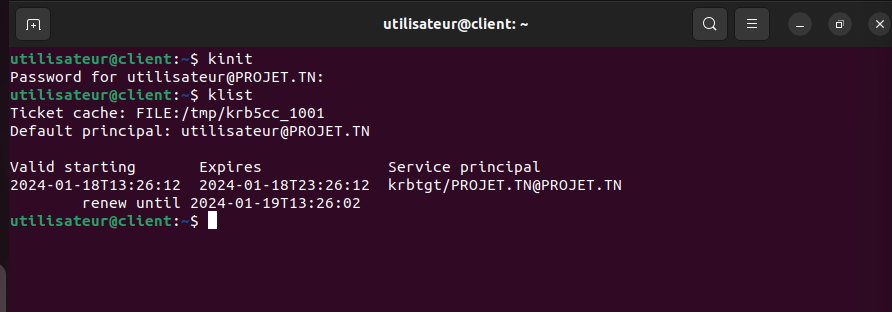 utilisateur@client: ~
utilisateur@client:~$ kinit
Password for utilisateur@PROJET.TN:
utilisateur@client:~$ klist
Ticket cache: FILE:/tmp/krb5cc_1001
Default principal: utilisateur@PROJET.TN
Valid starting       Expires              Service principal
2024-01-18T13:26:12  2024-01-18T23:26:12  krbtgt/PROJET.TN@PROJET.TN
        renew until 2024-01-19T13:26:02
utilisateur@client:~$